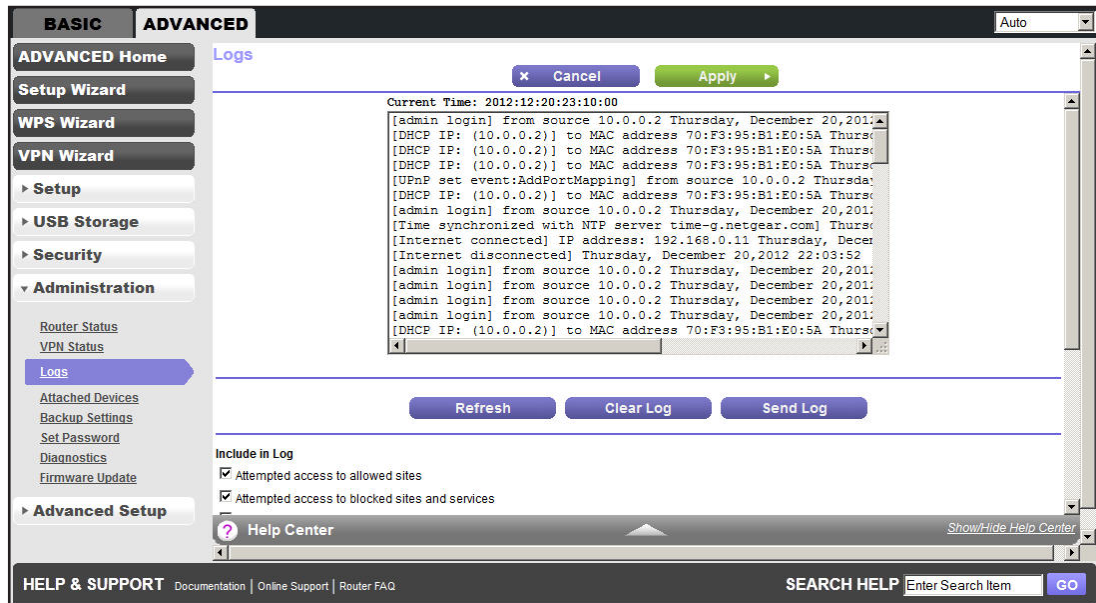 BASIC ADVANCED Auto
ADVANCED Home
Setup Wizard
WPS Wizard
VPN Wizard
Setup
USB Storage
Security
Administration
Router Status
VPN Status
Logs
Attached Devices
Backup Settings
Set Password
Diagnostics
Firmware Update
Advanced Setup
Logs
Cancel Apply
Current Time: 2012:12:20:23:10:00
[admin login] from source 10.0.0.2 Thursday, December 20,2012
[DHCP IP: (10.0.0.2)] to MAC address 70:F3:95:B1:E0:5A Thurs
[DHCP IP: (10.0.0.2)] to MAC address 70:F3:95:B1:E0:5A Thurs
[DHCP IP: (10.0.0.2)] to MAC address 70:F3:95:B1:E0:5A Thurs
[UPnP set event:AddPortMapping] from source 10.0.0.2 Thursday
[DHCP IP: (10.0.0.2)] to MAC address 70:F3:95:B1:E0:5A Thurs
[admin login] from source 10.0.0.2 Thursday, December 20,201
[Time synchronized with NTP server time-g.netgear.com] Thurs
[Internet connected] IP address: 192.168.0.11 Thursday, Decem
[Internet disconnected] Thursday, December 20,2012 22:03:52
[admin login] from source 10.0.0.2 Thursday, December 20,201
[admin login] from source 10.0.0.2 Thursday, December 20,201
[admin login] from source 10.0.0.2 Thursday, December 20,201
[admin login] from source 10.0.0.2 Thursday, December 20,201
[DHCP IP: (10.0.0.2)] to MAC address 70:F3:95:B1:E0:5A Thurs
Refresh Clear Log Send Log
Include in Log
Attempted access to allowed sites
Attempted access to blocked sites and services
? Help Center Show/Hide Help Center
HELP & SUPPORT Documentation | Online Support | Router FAQ SEARCH HELP Enter Search Item GO